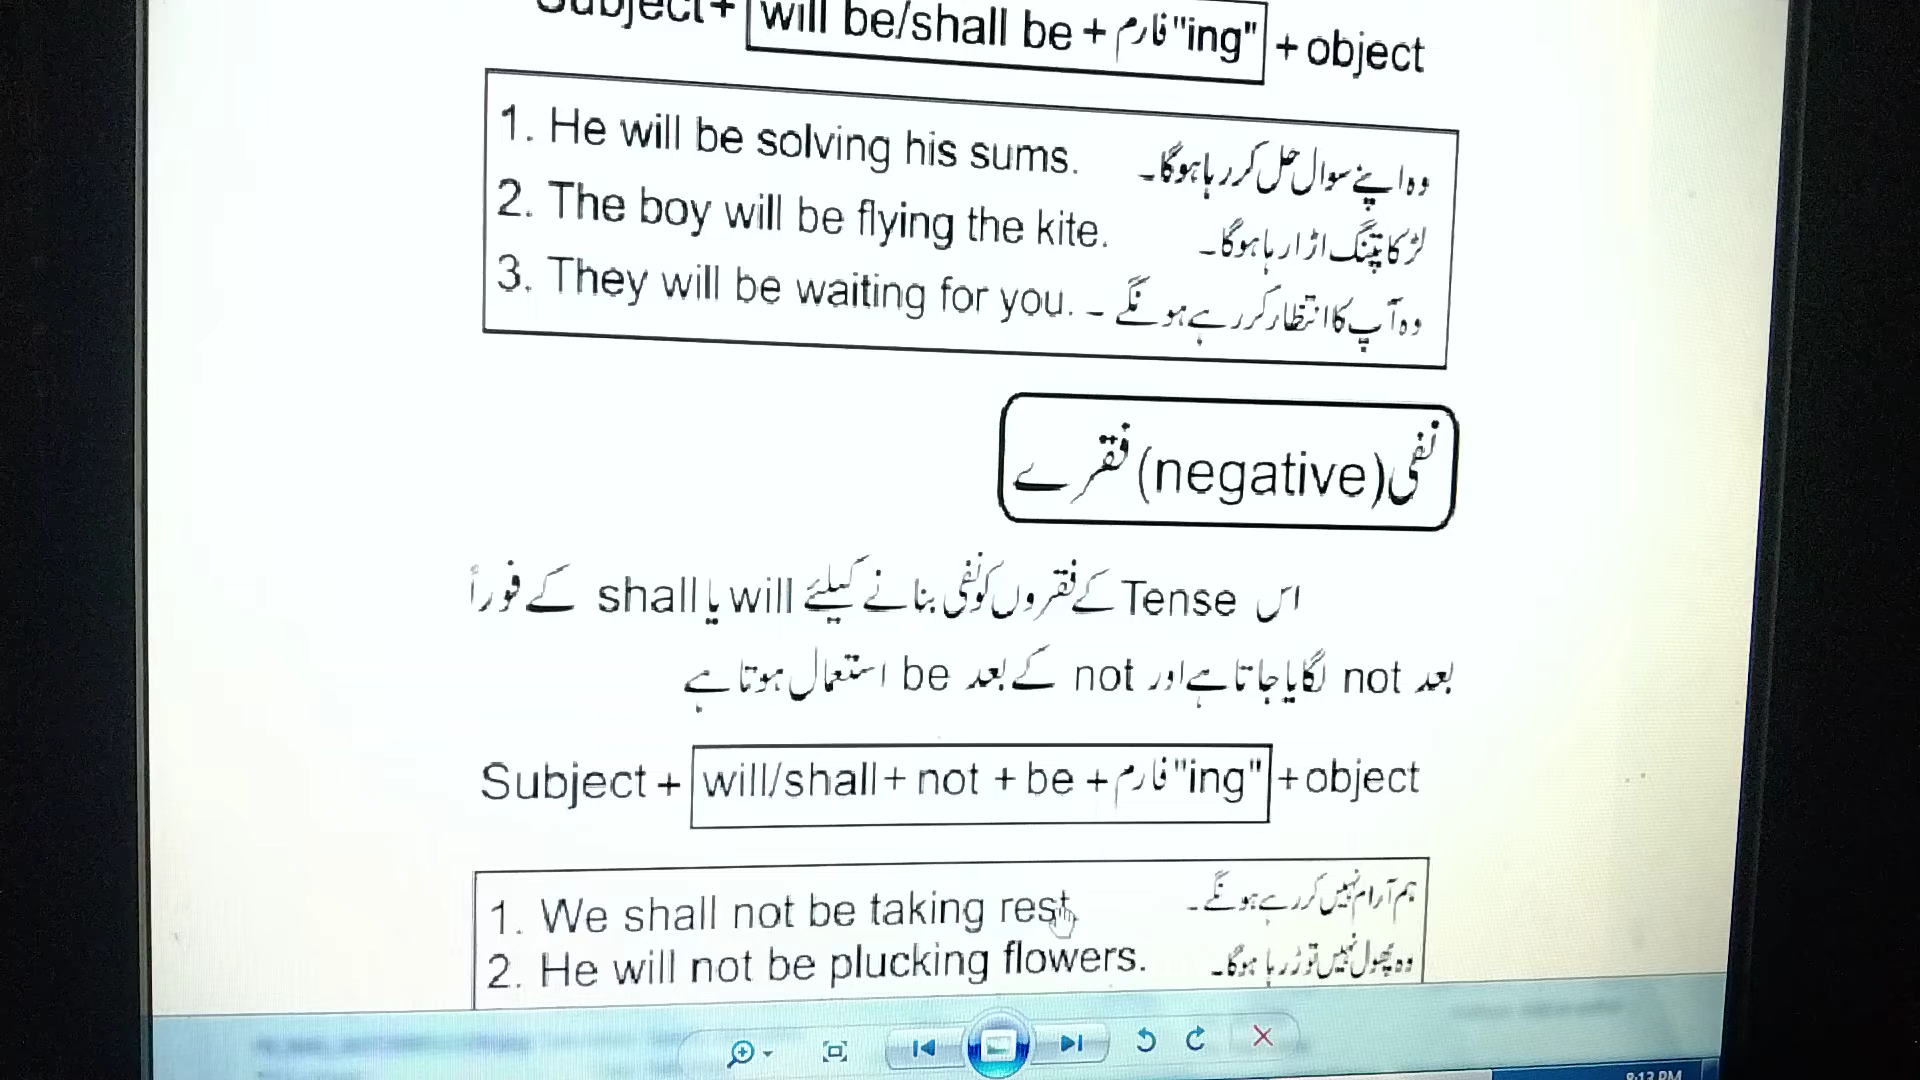 Subject + will be/shall be + فارم "ing" + object
1. He will be solving his sums. وہ اپنے سوال حل کر رہا ہوگا۔
2. The boy will be flying the kite. لڑکا پتنگ اڑا رہا ہوگا۔
3. They will be waiting for you. وہ آپ کا انتظار کر رہے ہونگے ۔
نفی (negative) فقرے
اس Tense کے فقروں کو نفی بنانے کیلئے will یا shall کے فوراً
بعد not لگایا جاتا ہے اور not کے بعد be استعمال ہوتا ہے
Subject + will/shall + not + be + فارم "ing" + object
1. We shall not be taking rest ہم آرام نہیں کر رہے ہونگے ۔
2. He will not be plucking flowers. وہ پھول نہیں توڑ رہا ہوگا۔
8:13 PM